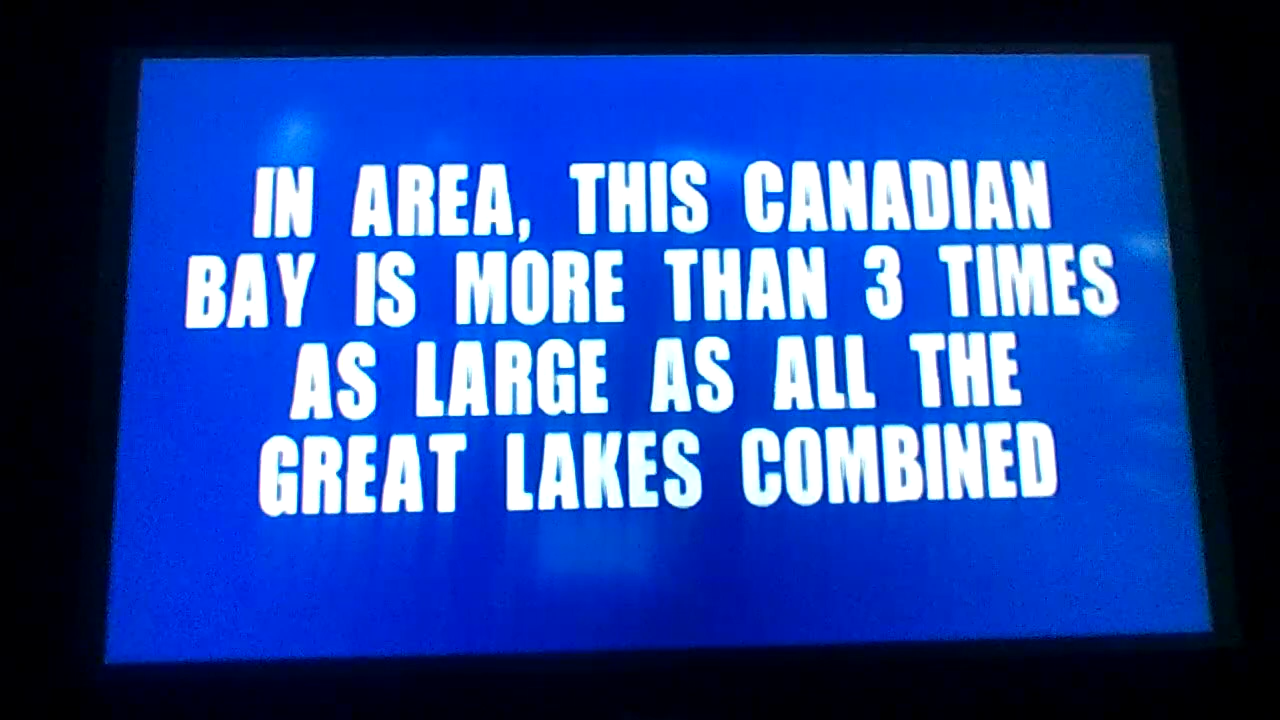 IN AREA, THIS CANADIAN
BAY IS MORE THAN 3 TIMES
AS LARGE AS ALL THE
GREAT LAKES COMBINED